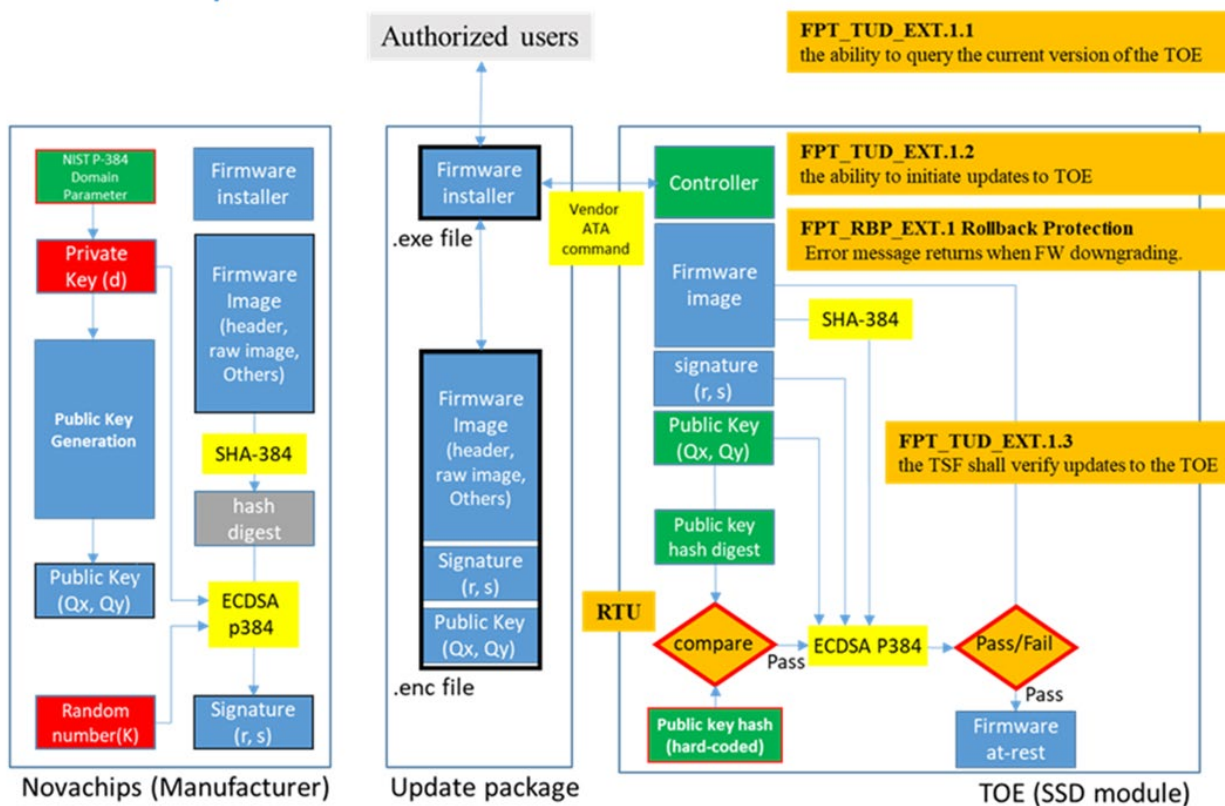 Authorized users
FPT_TUD_EXT.1.1
the ability to query the current version of the TOE
NIST P-384
Domain
Parameter
Private
Key (d)
Public Key
Generation
Public Key
(Qx, Qy)
Random
number(K)
Firmware
installer
Firmware
Image
(header,
raw image,
Others)
SHA-384
hash
digest
ECDSA
p384
Signature
(r, s)
Novachips (Manufacturer)
Firmware
installer
.exe file
Firmware
Image
(header,
raw image,
Others)
Signature
(r, s)
Public Key
(Qx, Qy)
.enc file
Update package
Vendor
ATA
command
Controller
Firmware
image
SHA-384
signature
(r, s)
Public Key
(Qx, Qy)
Public key
hash digest
RTU
compare
Pass
ECDSA P384
Pass/Fail
Pass
Public key hash
(hard-coded)
Firmware
at-rest
FPT_TUD_EXT.1.2
the ability to initiate updates to TOE
FPT_RBP_EXT.1 Rollback Protection
Error message returns when FW downgrading.
FPT_TUD_EXT.1.3
the TSF shall verify updates to the TOE
TOE (SSD module)